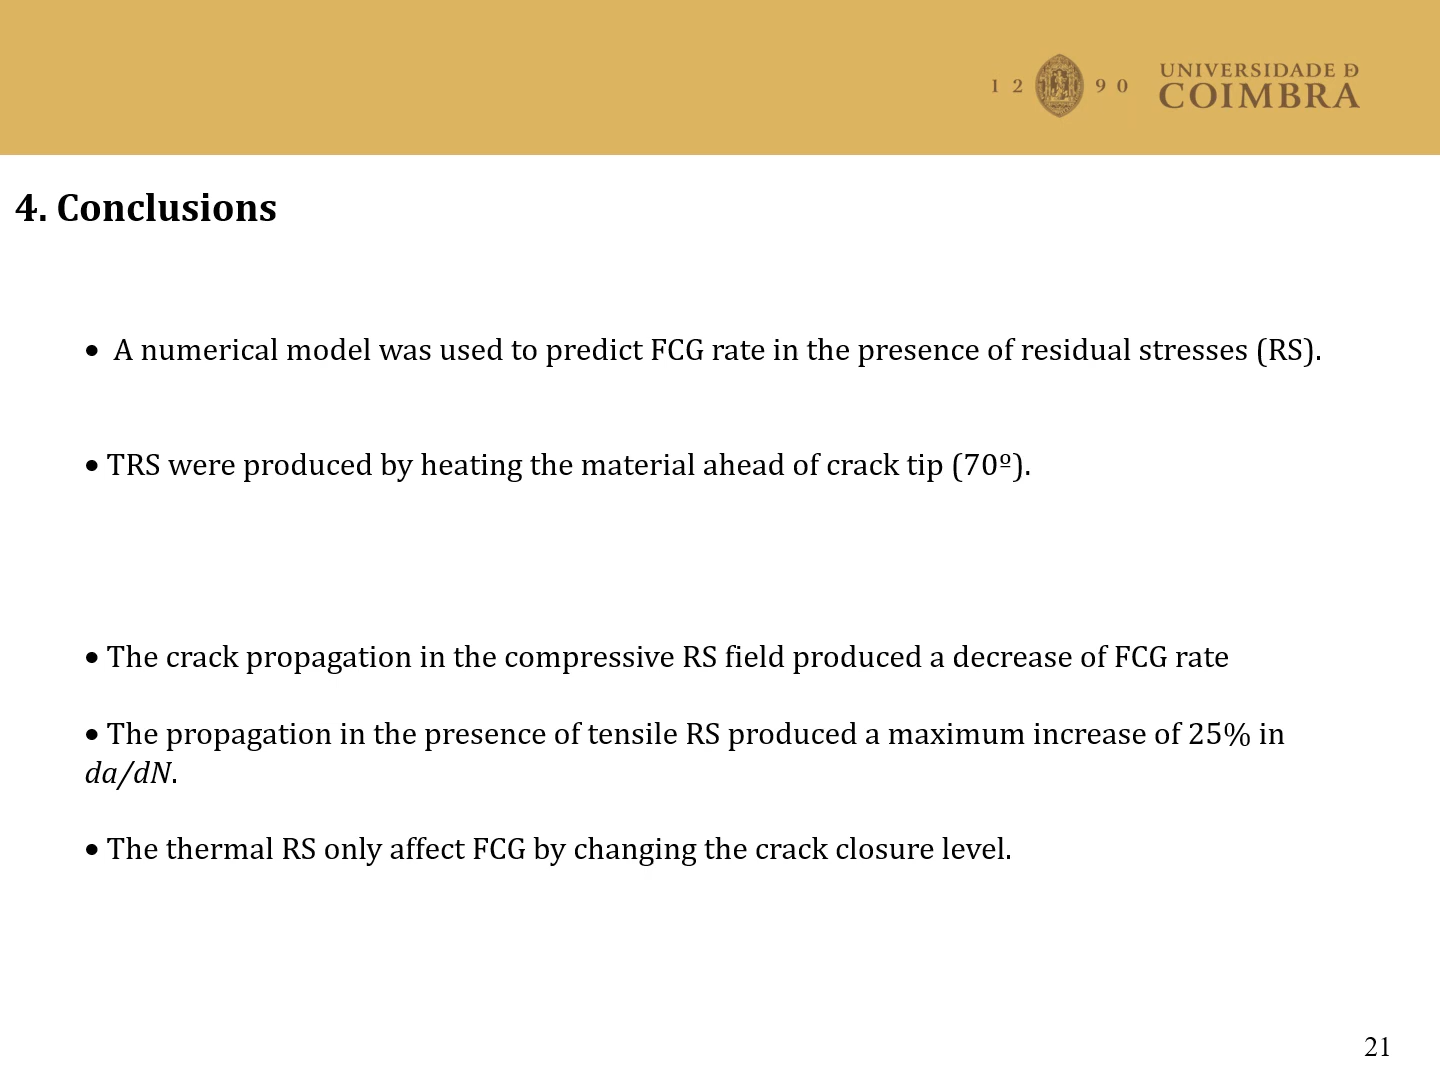 1 2 9 0
UNIVERSIDADE Đ
COIMBRA
4. Conclusions
• A numerical model was used to predict FCG rate in the presence of residual stresses (RS).
• TRS were produced by heating the material ahead of crack tip (70º).
• The crack propagation in the compressive RS field produced a decrease of FCG rate
• The propagation in the presence of tensile RS produced a maximum increase of 25% in
da/dN.
• The thermal RS only affect FCG by changing the crack closure level.
21